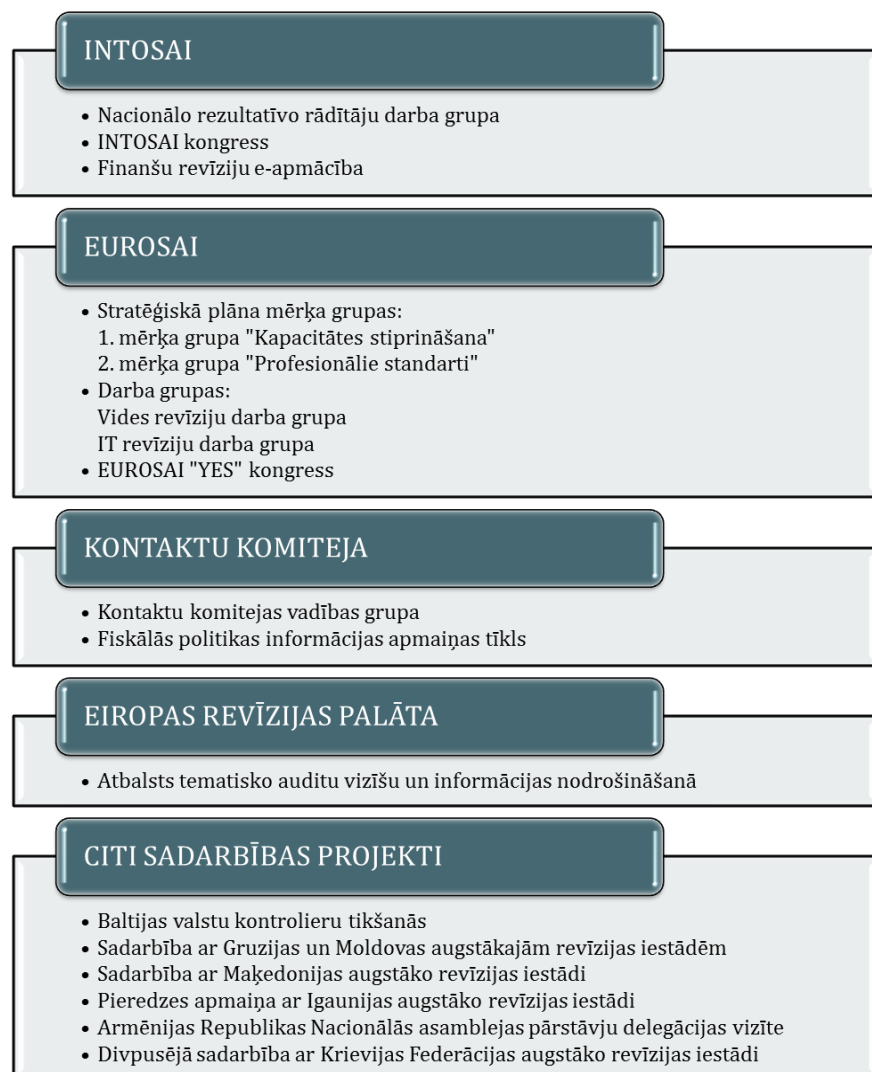 INTOSAI
• Nacionālo rezultatīvo rādītāju darba grupa
• INTOSAI kongress
• Finanšu revīziju e-apmācība
EUROSAI
• Stratēģiskā plāna mērķa grupas:
1. mērķa grupa "Kapacitātes stiprināšana"
2. mērķa grupa "Profesionālie standarti"
• Darba grupas:
Vides revīziju darba grupa
IT revīziju darba grupa
• EUROSAI "YES" kongress
KONTAKTU KOMITEJA
• Kontaktu komitejas vadības grupa
• Fiskālās politikas informācijas apmaiņas tīkls
EIROPAS REVĪZIJAS PALĀTA
• Atbalsts tematisko auditu vizīšu un informācijas nodrošināšanā
CITI SADARBĪBAS PROJEKTI
• Baltijas valstu kontrolieru tikšanās
• Sadarbība ar Gruzijas un Moldovas augstākajām revīzijas iestādēm
• Sadarbība ar Maķedonijas augstāko revīzijas iestādi
• Pieredzes apmaiņa ar Igaunijas augstāko revīzijas iestādi
• Armēnijas Republikas Nacionālās asamblejas pārstāvju delegācijas vizīte
• Divpusējā sadarbība ar Krievijas Federācijas augstāko revīzijas iestādi